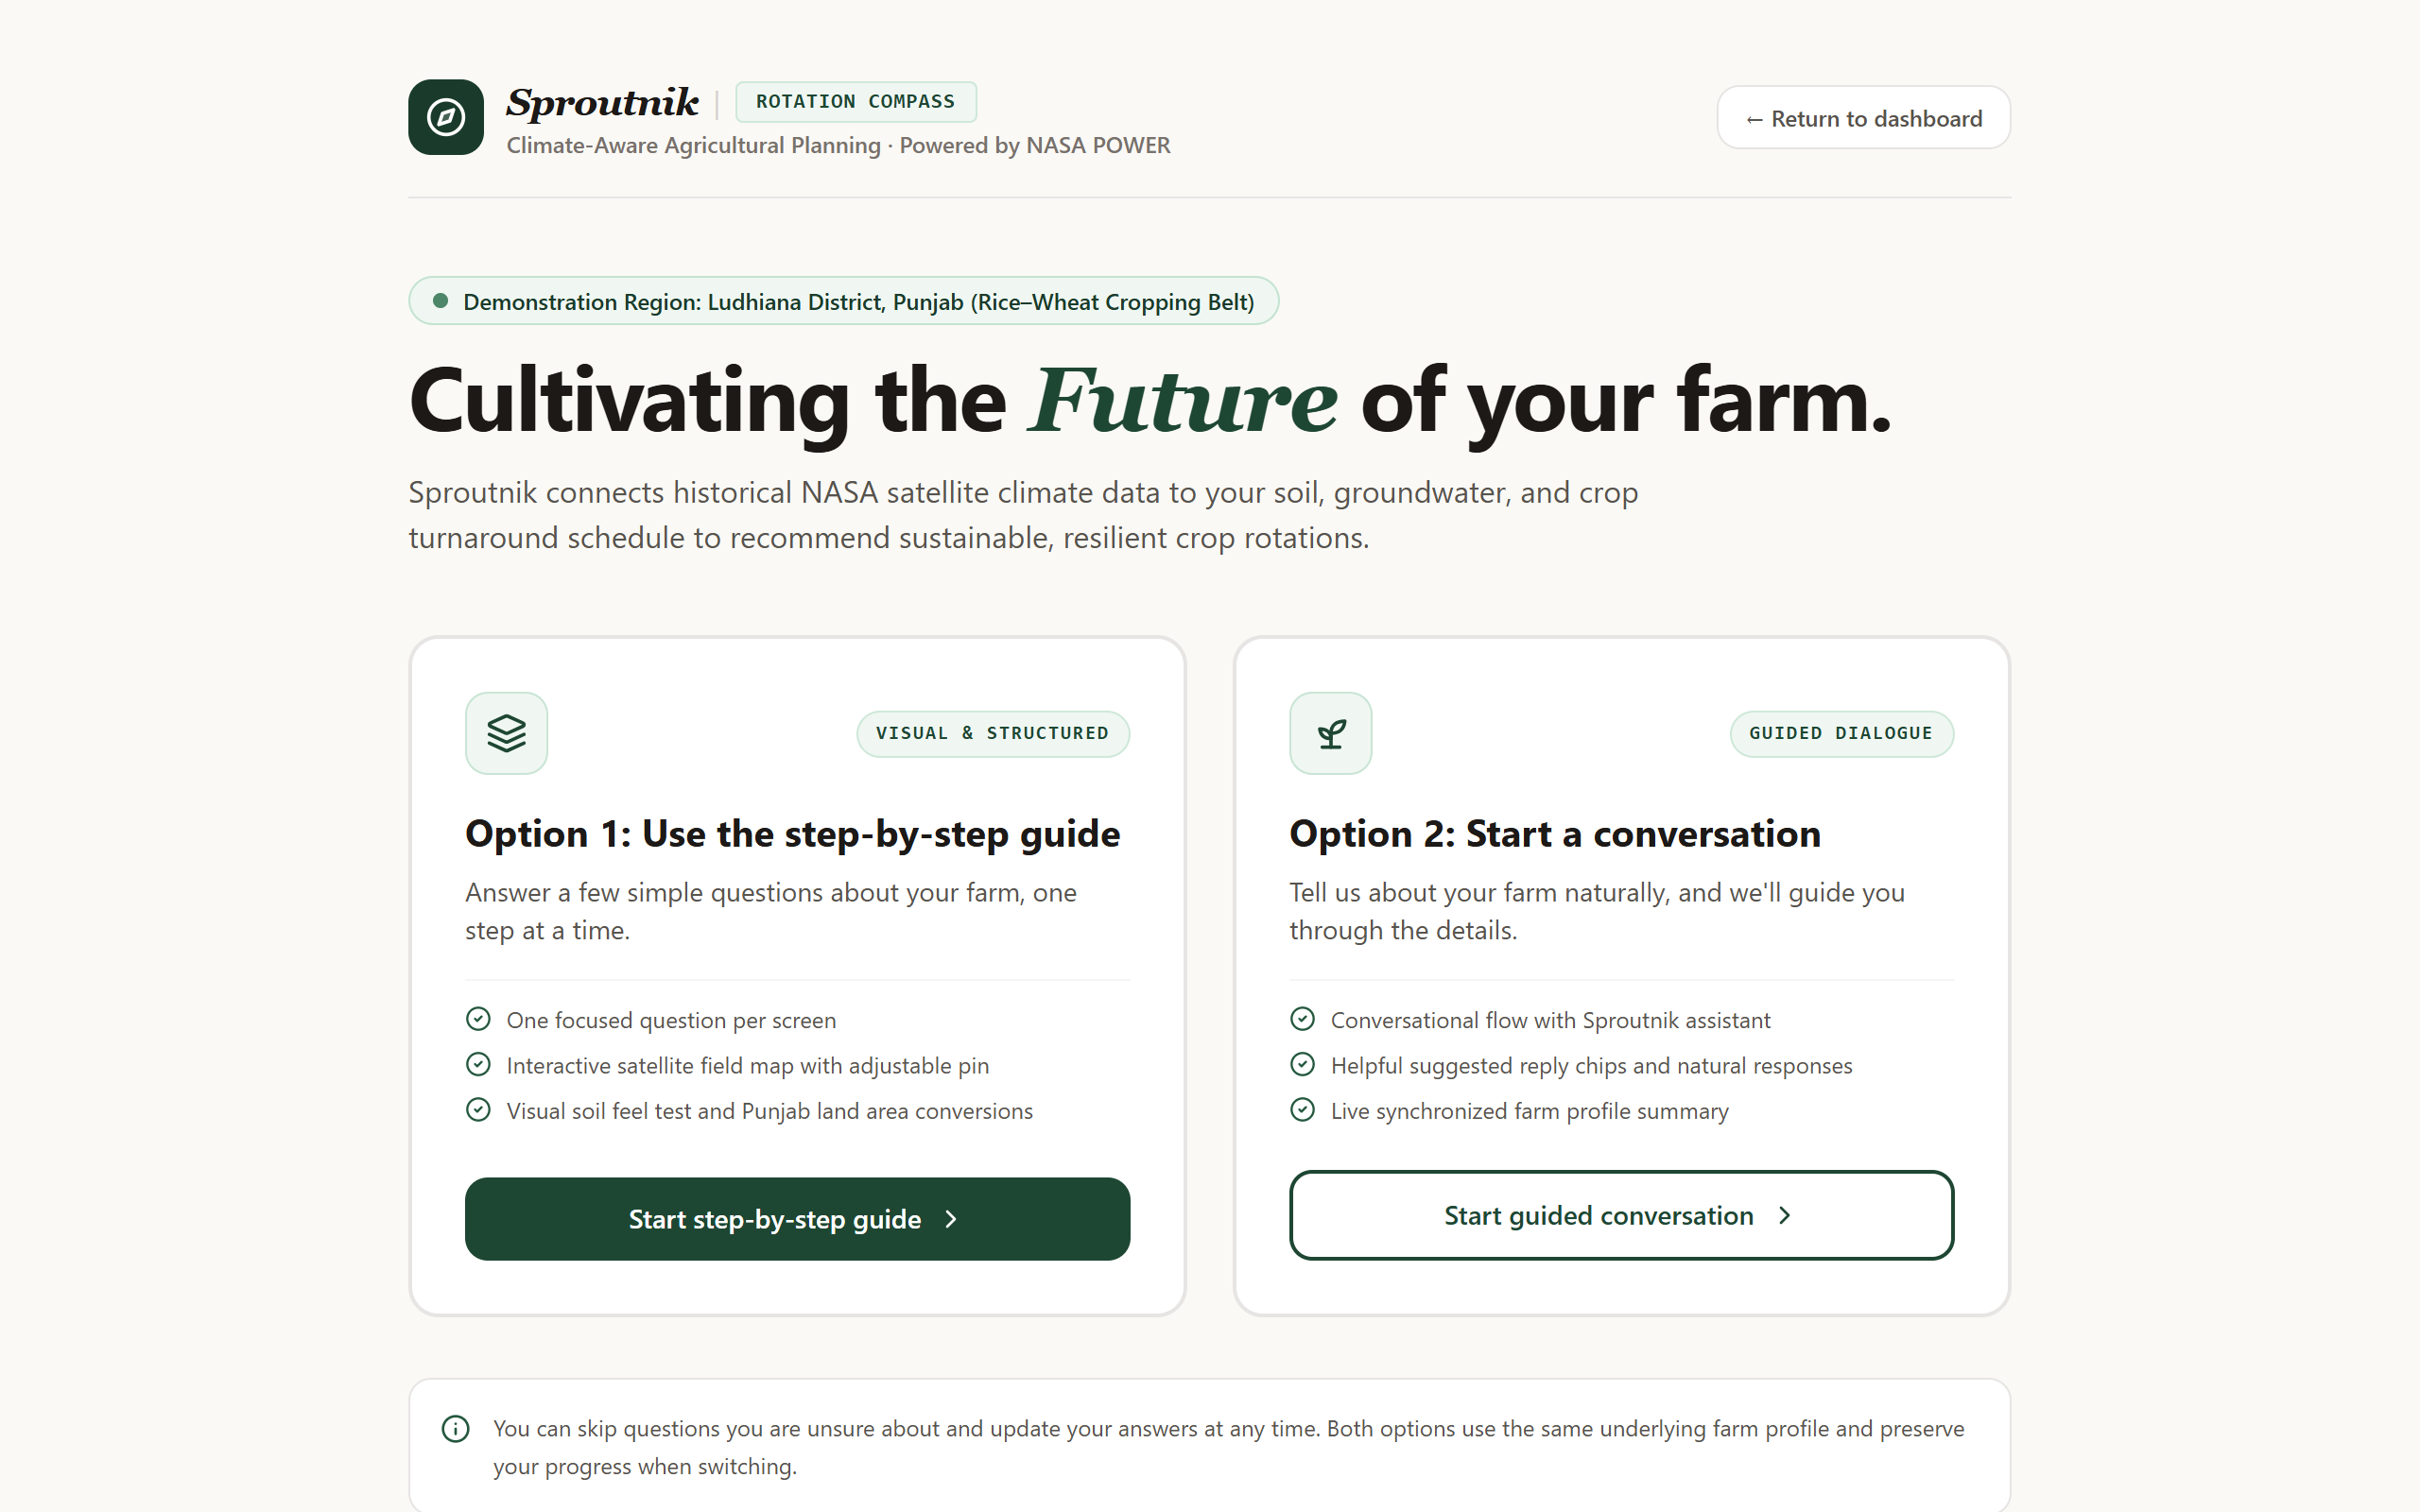 Sproutnik | ROTATION COMPASS
Climate-Aware Agricultural Planning · Powered by NASA POWER
← Return to dashboard
Demonstration Region: Ludhiana District, Punjab (Rice–Wheat Cropping Belt)
Cultivating the Future of your farm.
Sproutnik connects historical NASA satellite climate data to your soil, groundwater, and crop
turnaround schedule to recommend sustainable, resilient crop rotations.
VISUAL & STRUCTURED
Option 1: Use the step-by-step guide
Answer a few simple questions about your farm, one
step at a time.
One focused question per screen
Interactive satellite field map with adjustable pin
Visual soil feel test and Punjab land area conversions
Start step-by-step guide
GUIDED DIALOGUE
Option 2: Start a conversation
Tell us about your farm naturally, and we'll guide you
through the details.
Conversational flow with Sproutnik assistant
Helpful suggested reply chips and natural responses
Live synchronized farm profile summary
Start guided conversation
You can skip questions you are unsure about and update your answers at any time. Both options use the same underlying farm profile and preserve
your progress when switching.